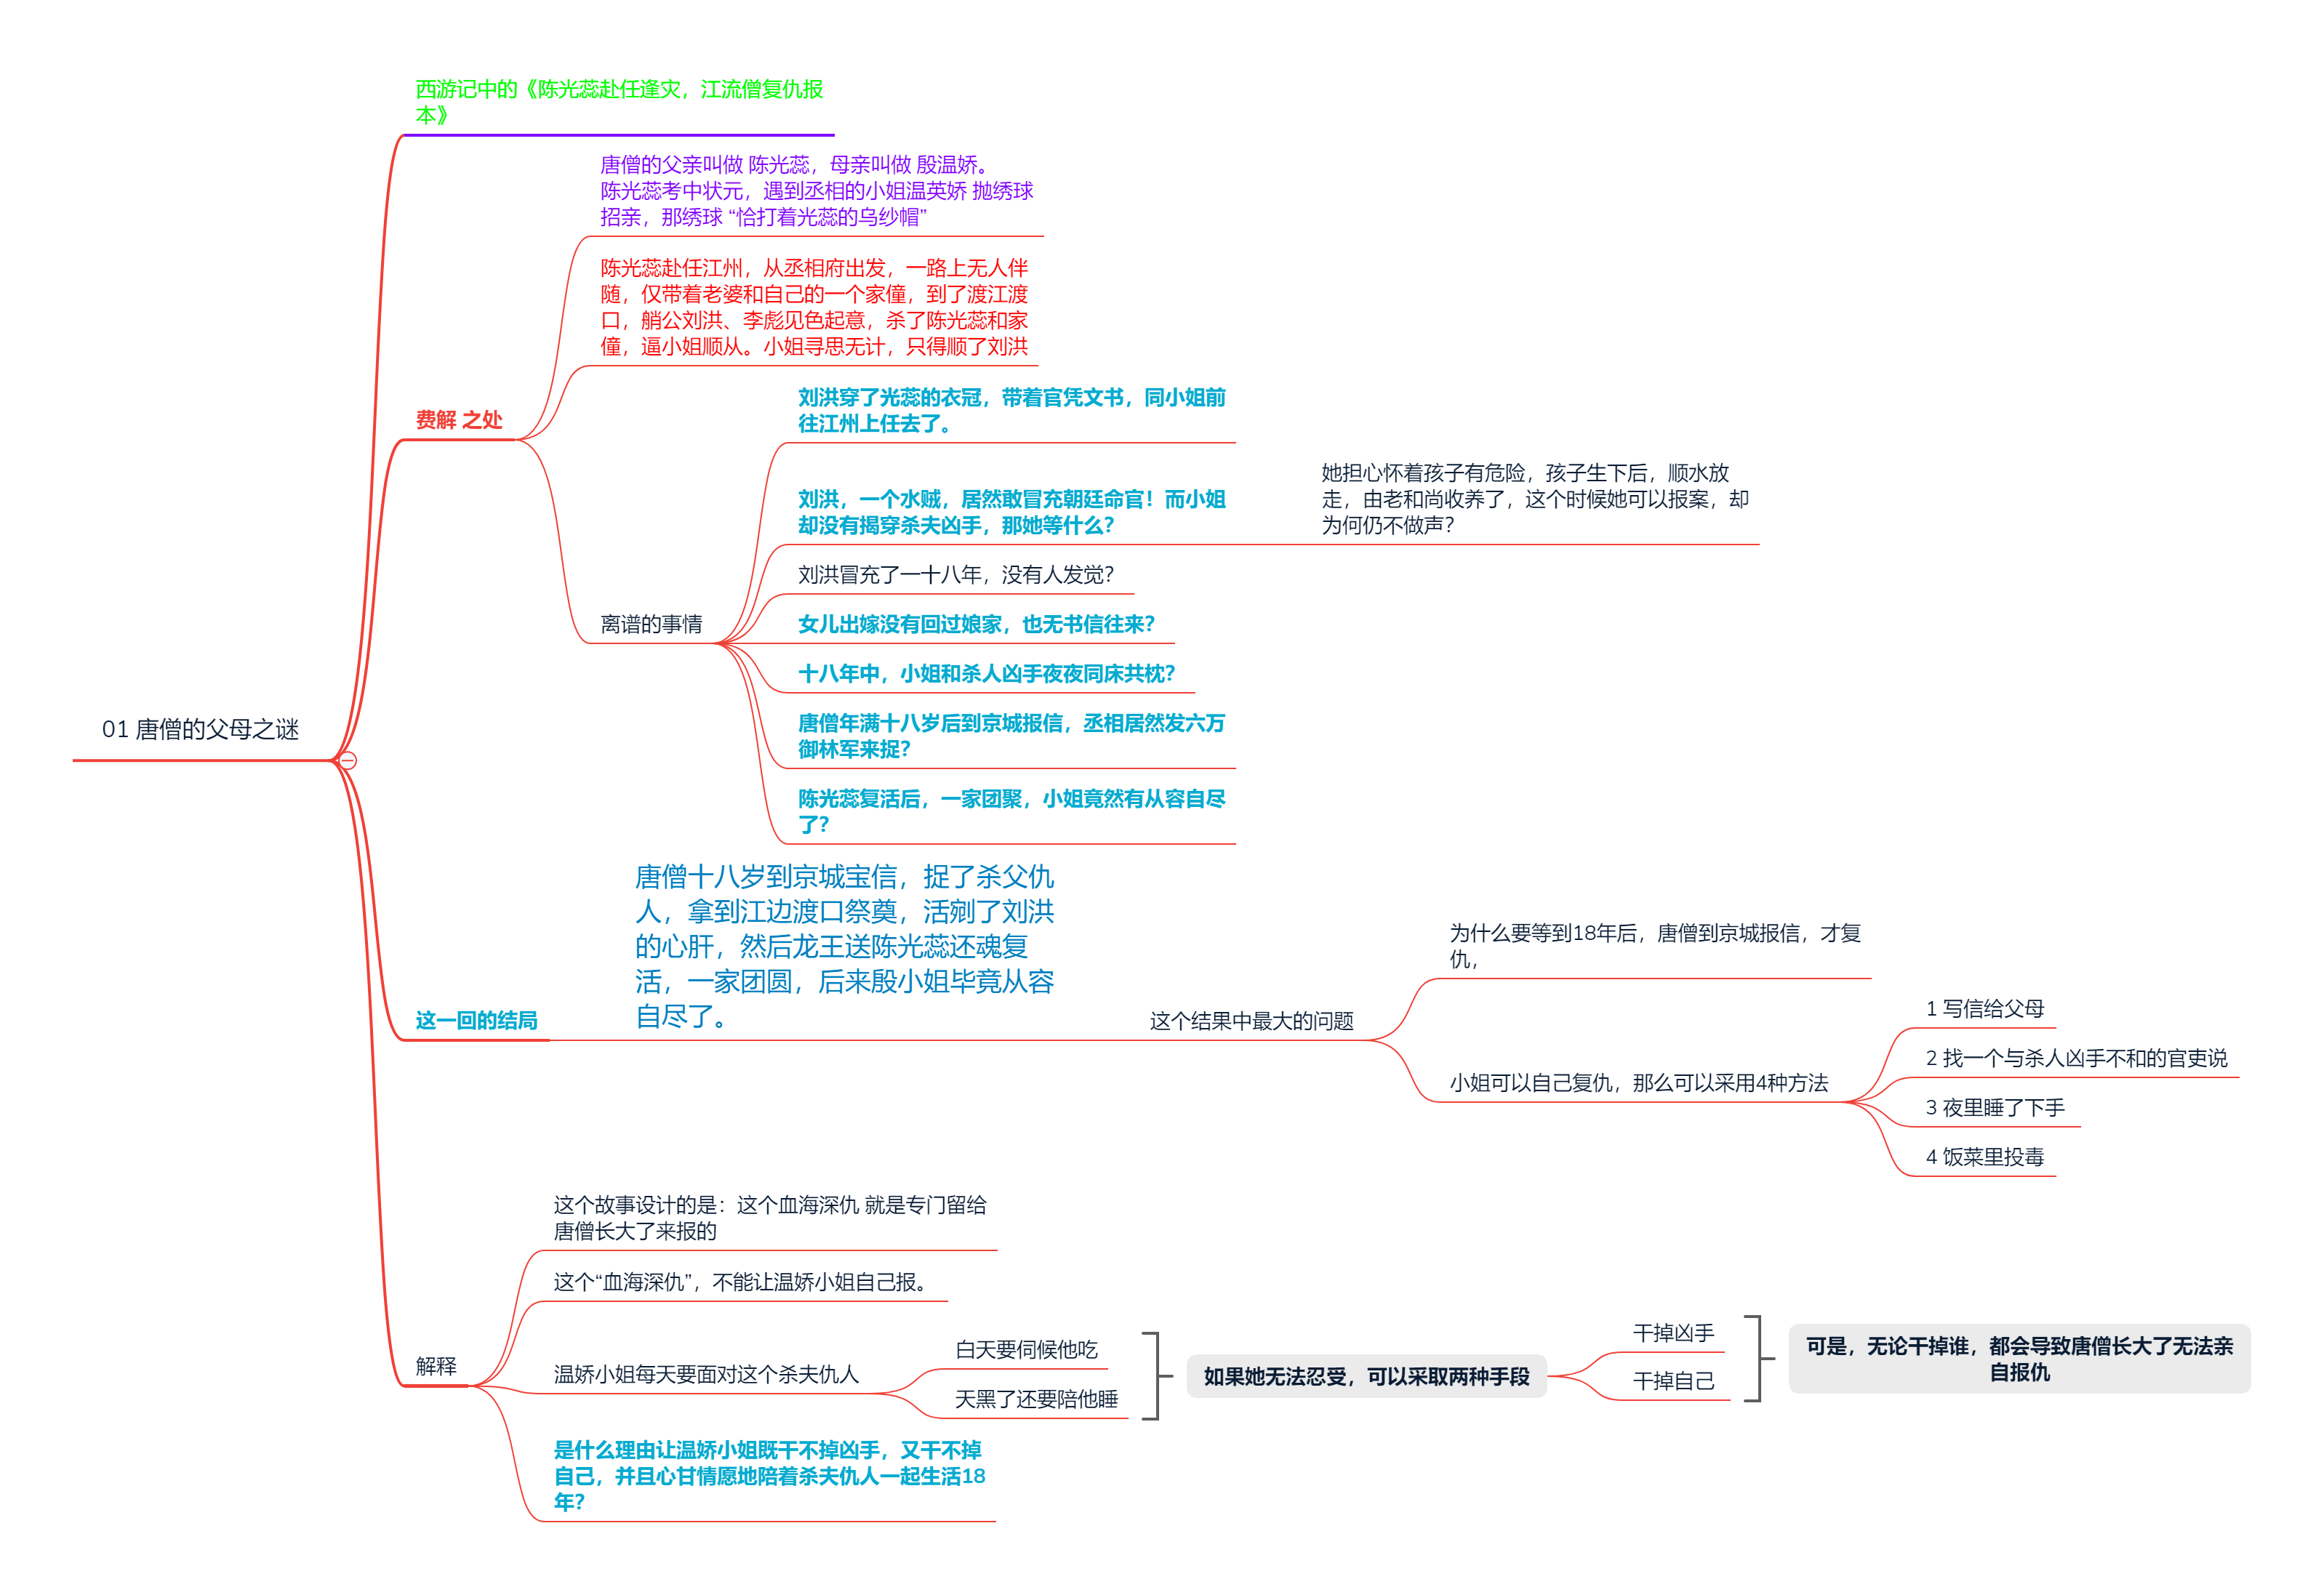 01 唐僧的父母之谜
西游记中的《陈光蕊赴任逢灾，江流僧复仇报
本》
费解 之处
唐僧的父亲叫做 陈光蕊，母亲叫做 殷温娇。
陈光蕊考中状元，遇到丞相的小姐温英娇 抛绣球
招亲，那绣球 “恰打着光蕊的乌纱帽”
陈光蕊赴任江州，从丞相府出发，一路上无人伴
随，仅带着老婆和自己的一个家僮，到了渡江渡
口，艄公刘洪、李彪见色起意，杀了陈光蕊和家
僮，逼小姐顺从。小姐寻思无计，只得顺了刘洪
离谱的事情
刘洪穿了光蕊的衣冠，带着官凭文书，同小姐前
往江州上任去了。
刘洪，一个水贼，居然敢冒充朝廷命官！而小姐
却没有揭穿杀夫凶手，那她等什么？
她担心怀着孩子有危险，孩子生下后，顺水放
走，由老和尚收养了，这个时候她可以报案，却
为何仍不做声？
刘洪冒充了一十八年，没有人发觉？
女儿出嫁没有回过娘家，也无书信往来？
十八年中，小姐和杀人凶手夜夜同床共枕？
唐僧年满十八岁后到京城报信，丞相居然发六万
御林军来捉？
陈光蕊复活后，一家团聚，小姐竟然有从容自尽
了？
这一回的结局
唐僧十八岁到京城宝信，捉了杀父仇
人，拿到江边渡口祭奠，活剜了刘洪
的心肝，然后龙王送陈光蕊还魂复
活，一家团圆，后来殷小姐毕竟从容
自尽了。
这个结果中最大的问题
为什么要等到18年后，唐僧到京城报信，才复
仇，
小姐可以自己复仇，那么可以采用4种方法
1 写信给父母
2 找一个与杀人凶手不和的官吏说
3 夜里睡了下手
4 饭菜里投毒
解释
这个故事设计的是：这个血海深仇 就是专门留给
唐僧长大了来报的
这个“血海深仇”，不能让温娇小姐自己报。
温娇小姐每天要面对这个杀夫仇人
白天要伺候他吃
天黑了还要陪他睡
如果她无法忍受，可以采取两种手段
干掉凶手
干掉自己
可是，无论干掉谁，都会导致唐僧长大了无法亲
自报仇
是什么理由让温娇小姐既干不掉凶手，又干不掉
自己，并且心甘情愿地陪着杀夫仇人一起生活18
年？